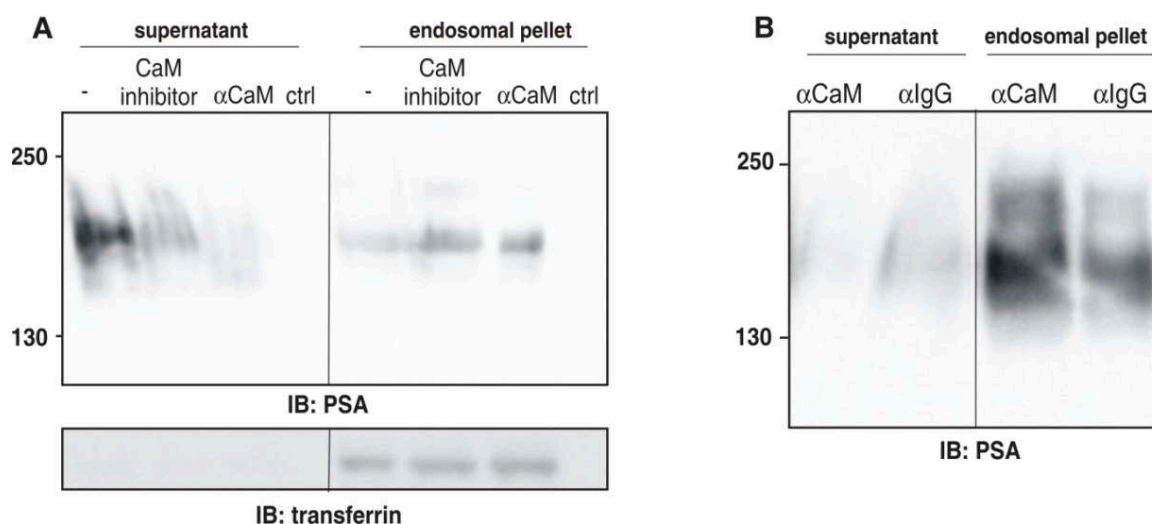 A
supernatant
endosomal pellet
CaM
- inhibitor αCaM ctrl
CaM
- inhibitor αCaM ctrl
250
130
IB: PSA
IB: transferrin
B
supernatant
endosomal pellet
αCaM αIgG αCaM αIgG
250
130
IB: PSA